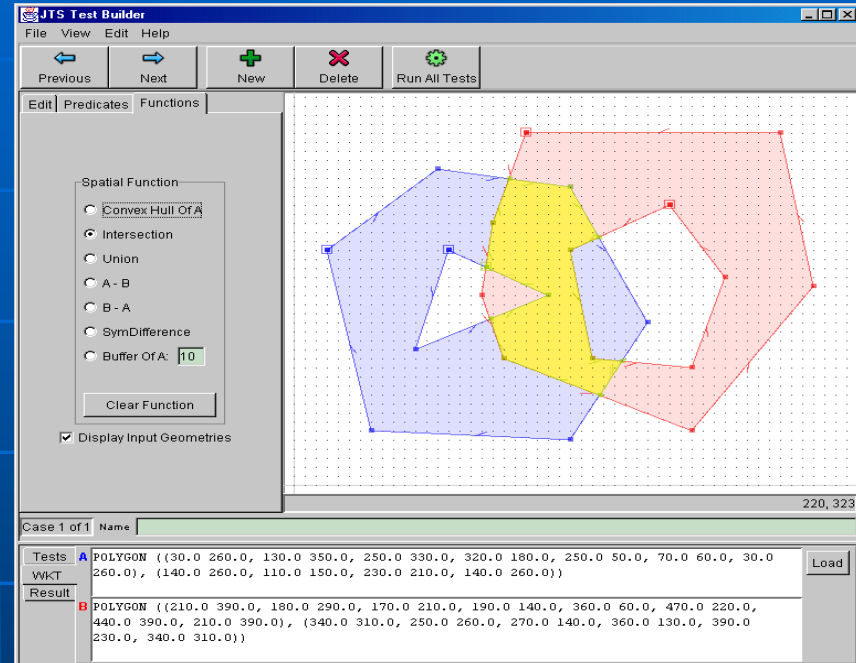 JTS Test Builder
File View Edit Help
Previous Next New Delete Run All Tests
Edit Predicates Functions
Spatial Function
Convex Hull Of A
Intersection
Union
A - B
B - A
SymDifference
Buffer Of A: 10
Clear Function
Display Input Geometries
220, 323
Case 1 of 1 Name
Tests
WKT
Result
A POLYGON ((30.0 260.0, 130.0 350.0, 250.0 330.0, 320.0 180.0, 250.0 50.0, 70.0 60.0, 30.0
260.0), (140.0 260.0, 110.0 150.0, 230.0 210.0, 140.0 260.0))
Load
B POLYGON ((210.0 390.0, 180.0 290.0, 170.0 210.0, 190.0 140.0, 360.0 60.0, 470.0 220.0,
440.0 390.0, 210.0 390.0), (340.0 310.0, 250.0 260.0, 270.0 140.0, 360.0 130.0, 390.0
230.0, 340.0 310.0))